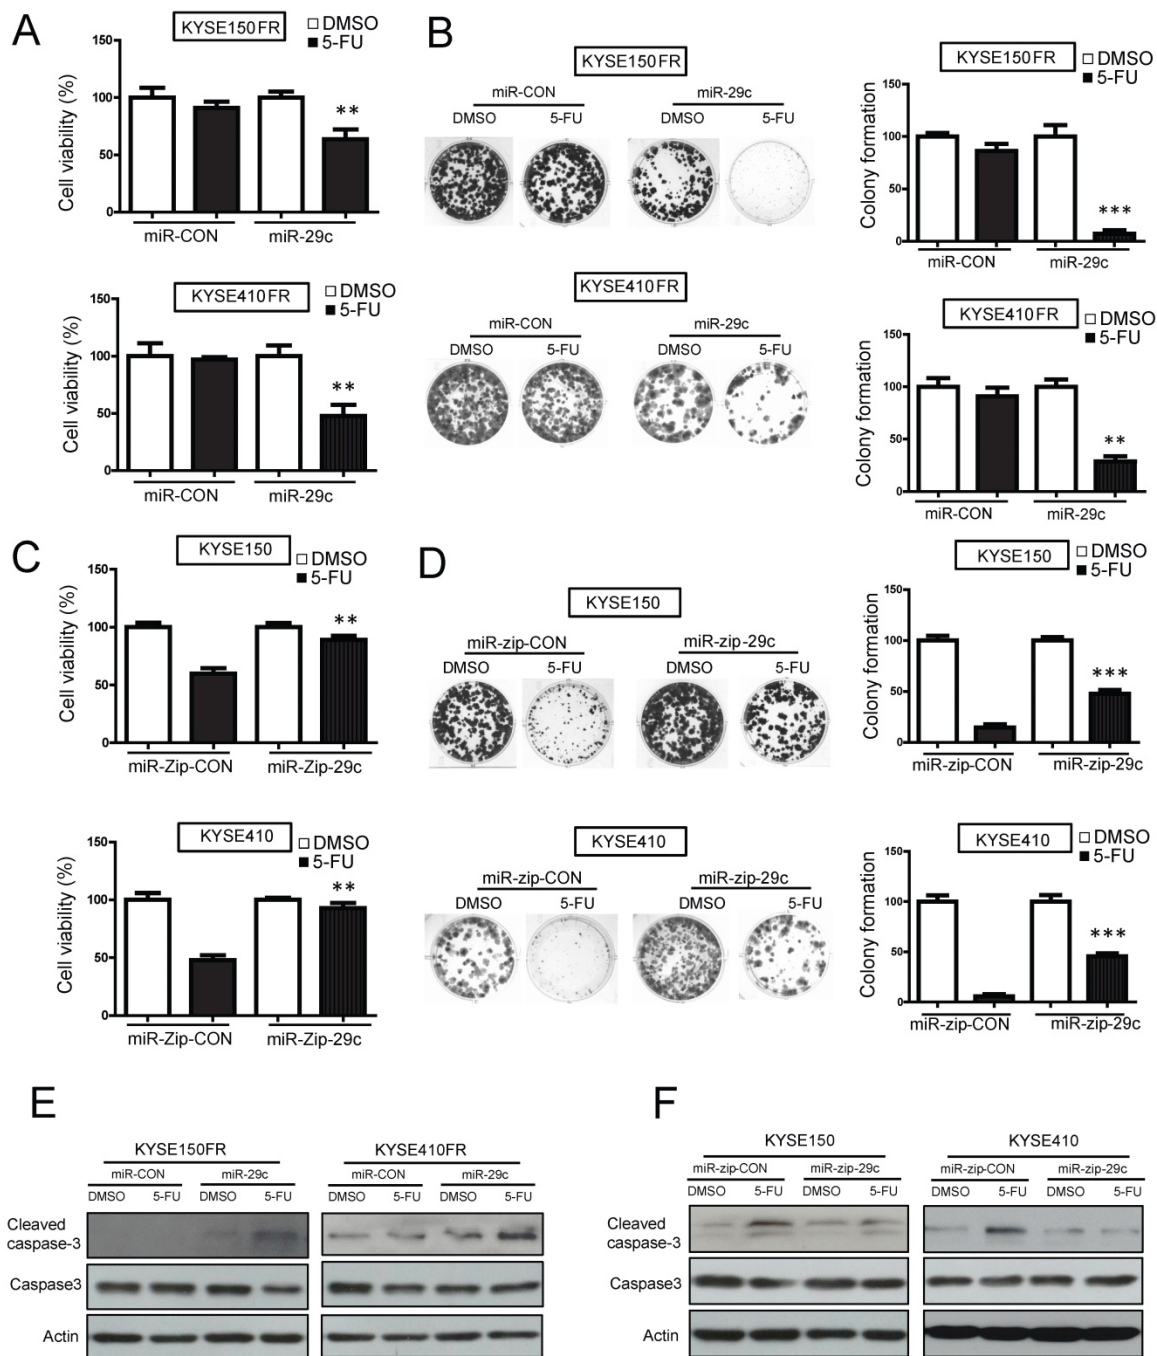 A
KYSE150FR
DMSO
5-FU
Cell viability (%)
150
100
50
0
** 
miR-CON
miR-29c
KYSE410FR
DMSO
5-FU
Cell viability (%)
150
100
50
0
**
miR-CON
miR-29c
B
KYSE150FR
miR-CON miR-29c
DMSO 5-FU DMSO 5-FU
KYSE150FR
DMSO
5-FU
Colony formation
150
100
50
0
***
miR-CON
miR-29c
KYSE410FR
miR-CON miR-29c
DMSO 5-FU DMSO 5-FU
KYSE410FR
DMSO
5-FU
Colony formation
150
100
50
0
**
miR-CON
miR-29c
C
KYSE150
DMSO
5-FU
Cell viability (%)
150
100
50
0
**
miR-Zip-CON
miR-Zip-29c
KYSE410
DMSO
5-FU
Cell viability (%)
150
100
50
0
**
miR-Zip-CON
miR-Zip-29c
D
KYSE150
miR-zip-CON miR-zip-29c
DMSO 5-FU DMSO 5-FU
KYSE150
DMSO
5-FU
Colony formation
150
100
50
0
***
miR-zip-CON
miR-zip-29c
KYSE410
miR-zip-CON miR-zip-29c
DMSO 5-FU DMSO 5-FU
KYSE410
DMSO
5-FU
Colony formation
150
100
50
0
***
miR-zip-CON
miR-zip-29c
E
KYSE150FR KYSE410FR
miR-CON miR-29c miR-CON miR-29c
DMSO 5-FU DMSO 5-FU DMSO 5-FU DMSO 5-FU
Cleaved
caspase-3
Caspase3
Actin
F
KYSE150 KYSE410
miR-zip-CON miR-zip-29c miR-zip-CON miR-zip-29c
DMSO 5-FU DMSO 5-FU DMSO 5-FU DMSO 5-FU
Cleaved
caspase-3
Caspase3
Actin